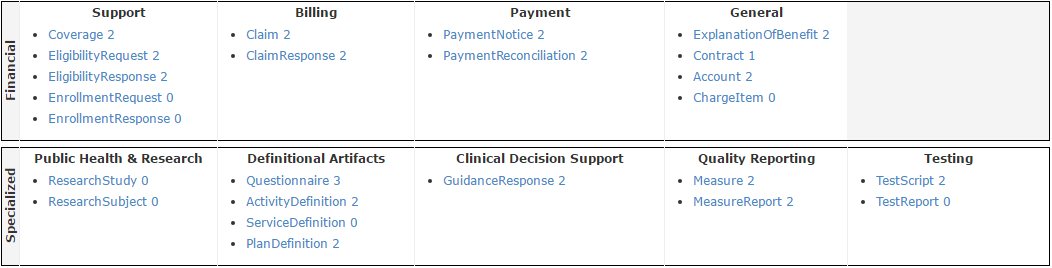 Financial
Support
Coverage 2
EligibilityRequest 2
EligibilityResponse 2
EnrollmentRequest 0
EnrollmentResponse 0
Billing
Claim 2
ClaimResponse 2
Payment
PaymentNotice 2
PaymentReconciliation 2
General
ExplanationOfBenefit 2
Contract 1
Account 2
ChargeItem 0
Specialized
Public Health & Research
ResearchStudy 0
ResearchSubject 0
Definitional Artifacts
Questionnaire 3
ActivityDefinition 2
ServiceDefinition 0
PlanDefinition 2
Clinical Decision Support
GuidanceResponse 2
Quality Reporting
Measure 2
MeasureReport 2
Testing
TestScript 2
TestReport 0